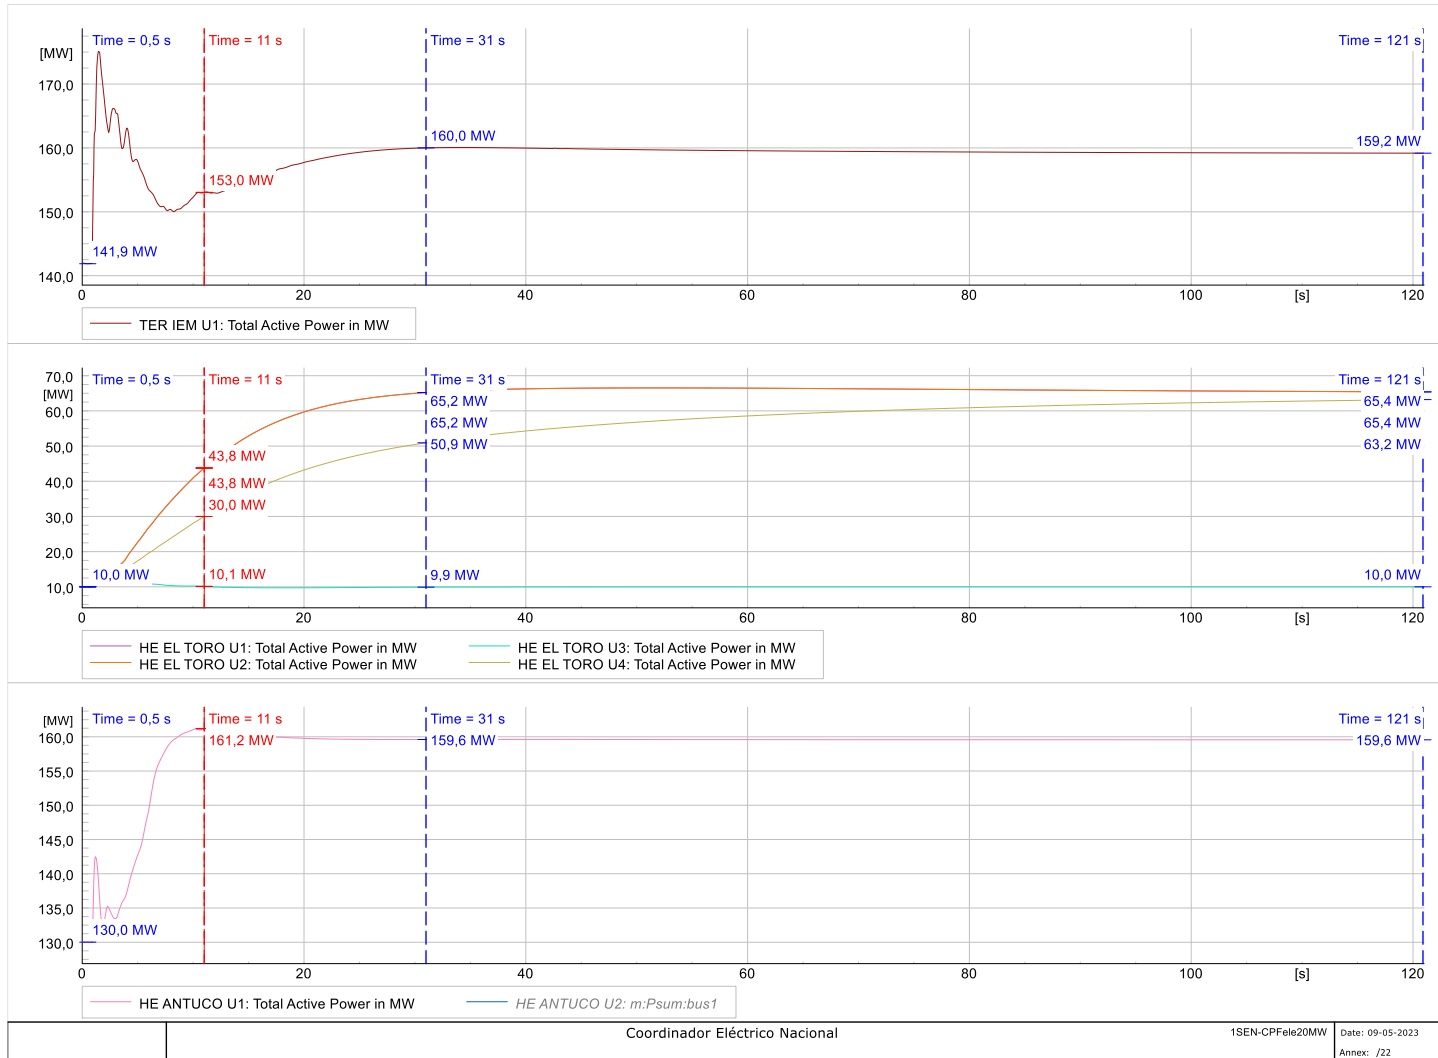 Time = 0,5 s
Time = 11 s
Time = 31 s
Time = 121 s
[MW]
170,0
160,0
150,0
140,0
141,9 MW
153,0 MW
160,0 MW
159,2 MW
0
20
40
60
80
100
[s]
120
TER IEM U1: Total Active Power in MW
70,0
[MW]
60,0
50,0
40,0
30,0
20,0
10,0
Time = 0,5 s
Time = 11 s
Time = 31 s
Time = 121 s
65,2 MW
65,4 MW
65,2 MW
65,4 MW
50,9 MW
63,2 MW
43,8 MW
43,8 MW
30,0 MW
10,0 MW
10,1 MW
9,9 MW
10,0 MW
0
20
40
60
80
100
[s]
120
HE EL TORO U1: Total Active Power in MW
HE EL TORO U3: Total Active Power in MW
HE EL TORO U2: Total Active Power in MW
HE EL TORO U4: Total Active Power in MW
[MW]
160,0
155,0
150,0
145,0
140,0
135,0
130,0
Time = 0,5 s
Time = 11 s
Time = 31 s
Time = 121 s
161,2 MW
159,6 MW
159,6 MW
130,0 MW
0
20
40
60
80
100
[s]
120
HE ANTUCO U1: Total Active Power in MW
HE ANTUCO U2: m:Psum:bus1
Coordinador Eléctrico Nacional
1SEN-CPFele20MW
Date: 09-05-2023
Annex: /22